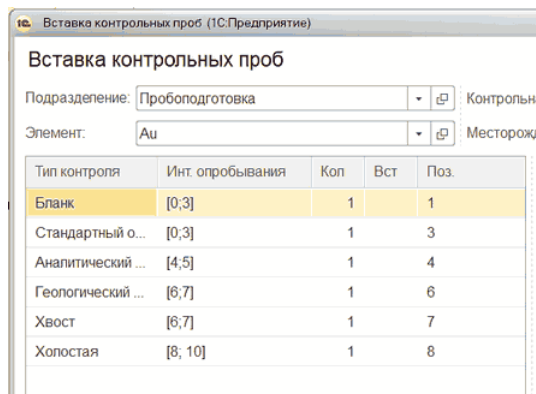 1С Вставка контрольных проб (1С:Предприятие)
Вставка контрольных проб
Подразделение: Пробоподготовка Контрольн
Элемент: Au Месторожд
Тип контроля Инт. опробывания Кол Вст Поз.
Бланк [0;3] 1 1
Стандартный о... [0;3] 1 3
Аналитический ... [4;5] 1 4
Геологический ... [6;7] 1 6
Хвост [6;7] 1 7
Холостая [8; 10] 1 8